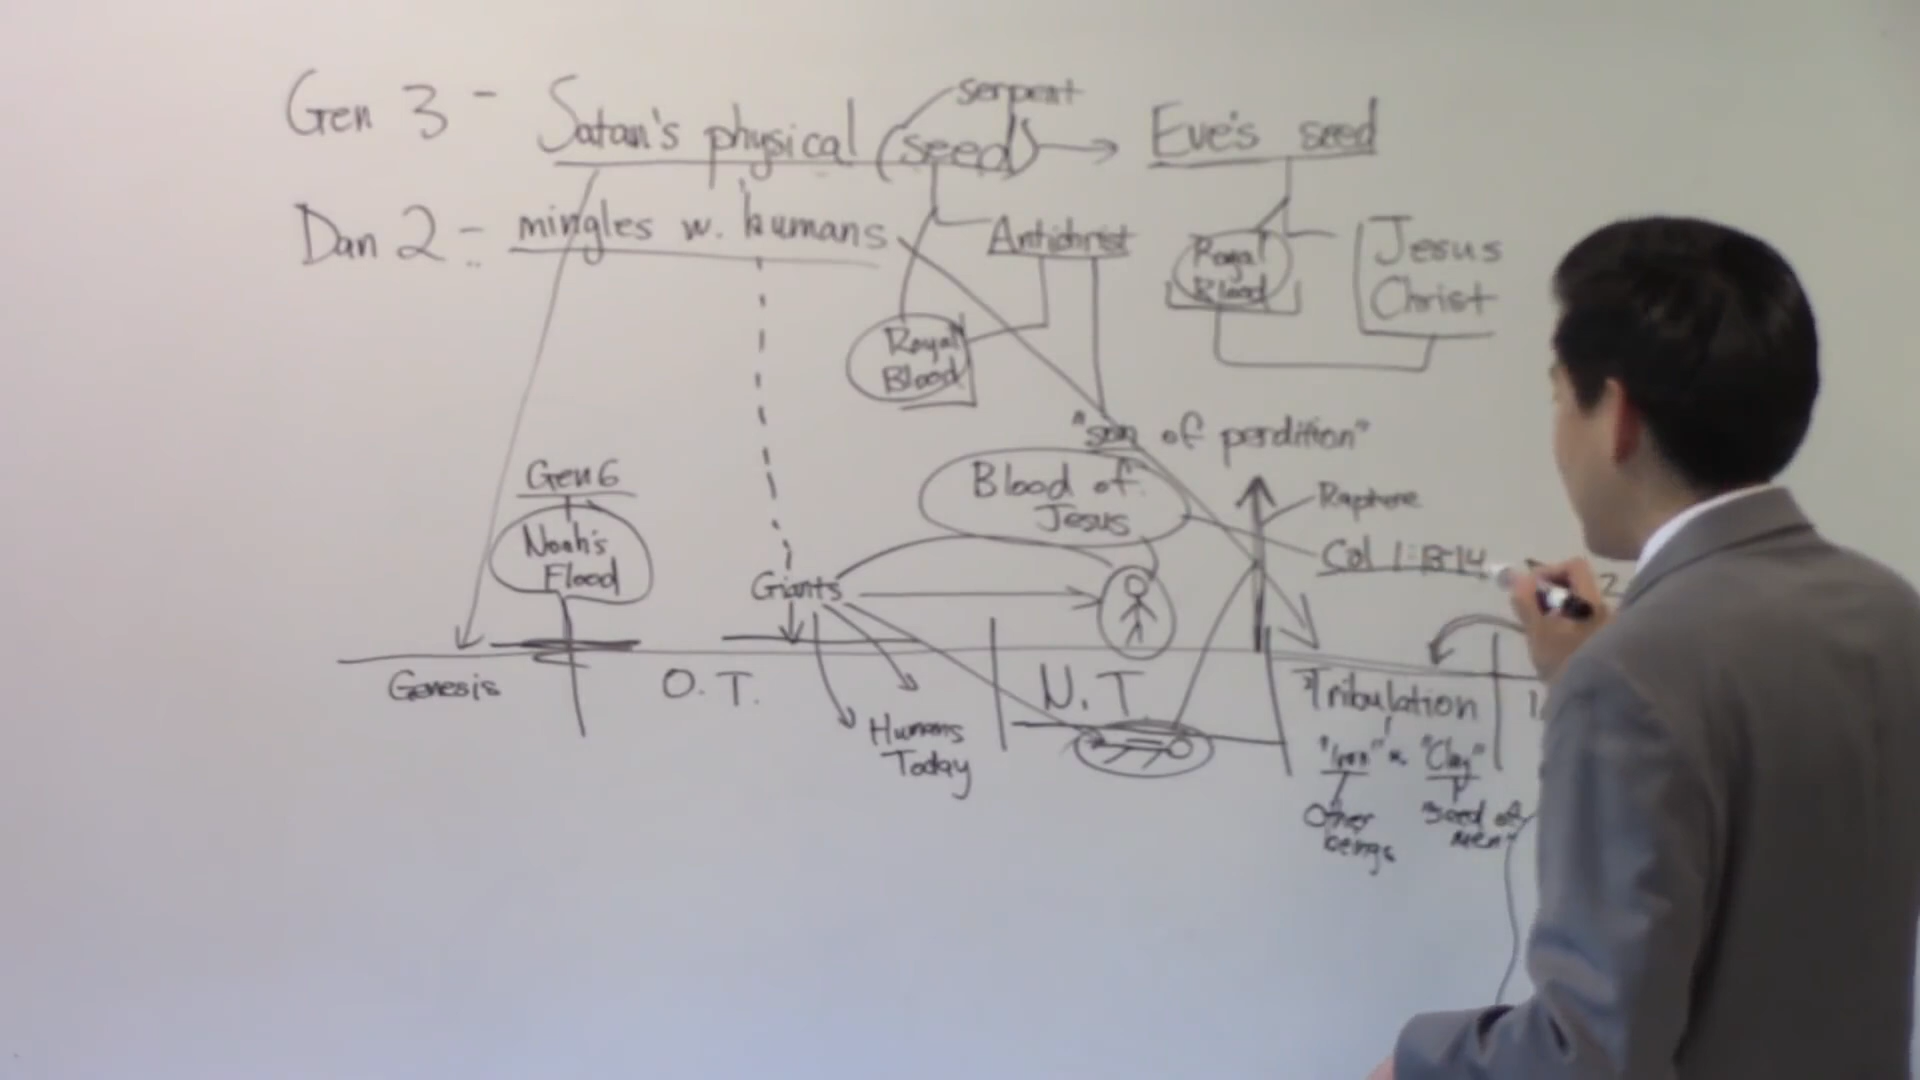 serpent
Gen 3 - Satan's physical (seed) → Eve's seed
Dan 2 - mingles w. humans
Antichrist
Royal
Blood
Jesus
Christ
Royal
Blood
"son of perdition"
Gen 6
Noah's
Flood
Blood of
Jesus
Rapture
Col 1:13-14
Giants
Genesis
O.T.
N.T
Tribulation
Humans
Today
"Iron" "Clay"
Other
beings
"Seed of
men"